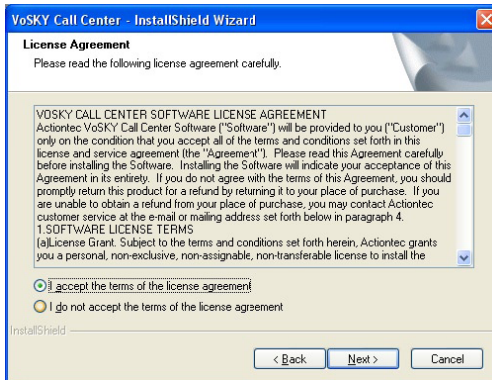 VoSKY Call Center - InstallShield Wizard
License Agreement
Please read the following license agreement carefully.
VOSKY CALL CENTER SOFTWARE LICENSE AGREEMENT
Actiontec VoSKY Call Center Software ("Software") will be provided to you ("Customer")
only on the condition that you accept all of the terms and conditions set forth in this
license and service agreement (the "Agreement").  Please read this Agreement carefully
before installing the Software.  Installing the Software will indicate your acceptance of this
Agreement in its entirety.  If you do not agree with the terms of this Agreement, you should
promptly return this product for a refund by returning it to your place of purchase.  If you
are unable to obtain a refund from your place of purchase, you may contact Actiontec
customer service at the e-mail or mailing address set forth below in paragraph 4.
1.SOFTWARE LICENSE TERMS
(a)License Grant. Subject to the terms and conditions set forth herein, Actiontec grants
you a personal, non-exclusive, non-assignable, non-transferable license to install the
I accept the terms of the license agreement
I do not accept the terms of the license agreement
InstallShield
< Back
Next >
Cancel